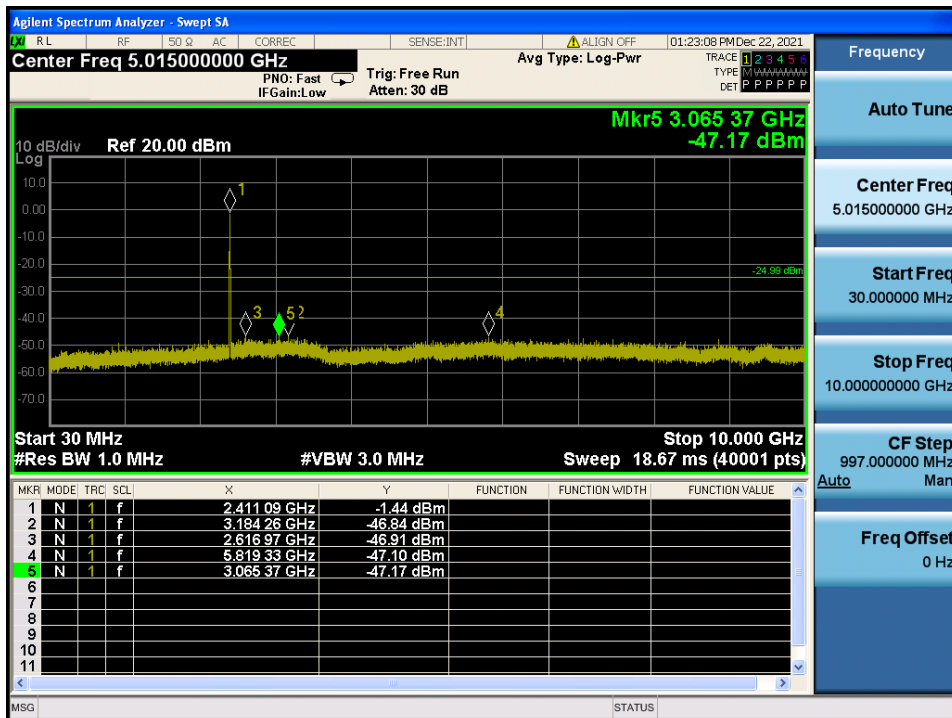 Agilent Spectrum Analyzer - Swept SA
LXI RL RF 50 Ω AC CORREC SENSE:INT ALIGN OFF 01:23:08 PM Dec 22, 2021
Center Freq 5.015000000 GHz
PNO: Fast
IFGain:Low
Trig: Free Run
Atten: 30 dB
Avg Type: Log-Pwr
TRACE 1 2 3 4 5 6
TYPE M
DET P P P P P P
Mkr5 3.065 37 GHz
-47.17 dBm
10 dB/div Ref 20.00 dBm
Log
10.0
0.00
-10.0
-20.0
-30.0
-40.0
-50.0
-60.0
-70.0
-24.99 dBm
1
3
5
2
4
Start 30 MHz Stop 10.000 GHz
#Res BW 1.0 MHz #VBW 3.0 MHz Sweep 18.67 ms (40001 pts)
MKR MODE TRC SCL X Y FUNCTION FUNCTION WIDTH FUNCTION VALUE
1 N 1 f 2.411 09 GHz -1.44 dBm
2 N 1 f 3.184 26 GHz -46.84 dBm
3 N 1 f 2.616 97 GHz -46.91 dBm
4 N 1 f 5.819 33 GHz -47.10 dBm
5 N 1 f 3.065 37 GHz -47.17 dBm
6
7
8
9
10
11
MSG STATUS
Frequency
Auto Tune
Center Freq
5.015000000 GHz
Start Freq
30.000000 MHz
Stop Freq
10.000000000 GHz
CF Step
997.000000 MHz
Auto Man
Freq Offset
0 Hz